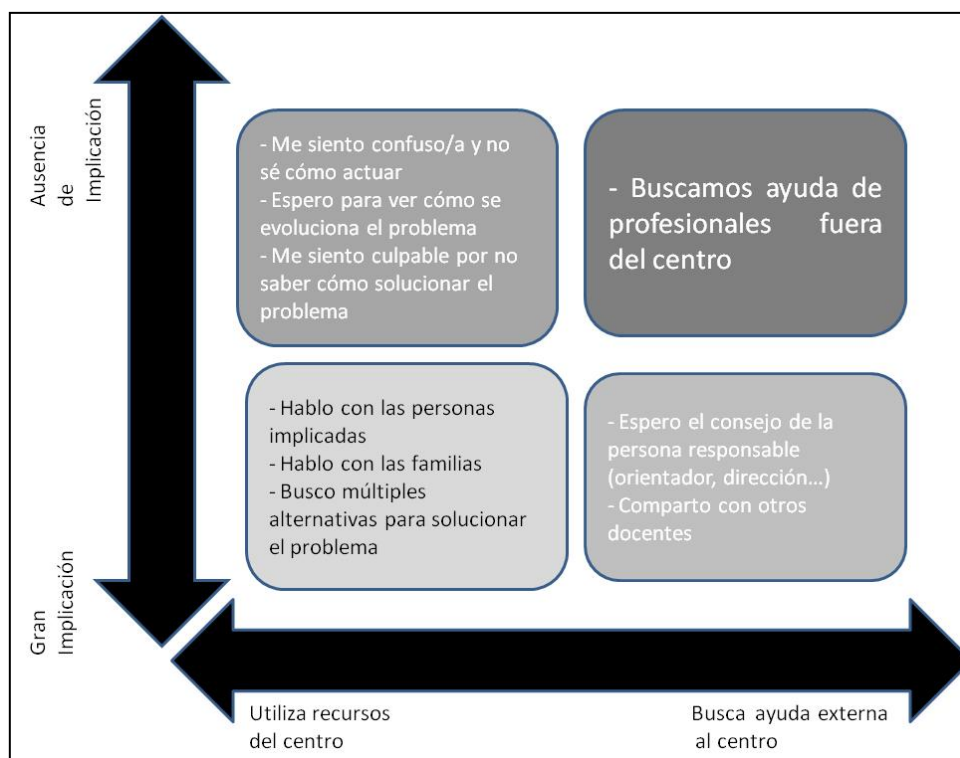 Ausencia
de
Implicación
- Me siento confuso/a y no
sé cómo actuar
- Espero para ver cómo se
evoluciona el problema
- Me siento culpable por no
saber cómo solucionar el
problema
- Buscamos ayuda de
profesionales fuera
del centro
- Hablo con las personas
implicadas
- Hablo con las familias
- Busco múltiples
alternativas para solucionar
el problema
- Espero el consejo de la
persona responsable
(orientador, dirección...)
- Comparto con otros
docentes
Gran
Implicación
Utiliza recursos
del centro
Busca ayuda externa
al centro